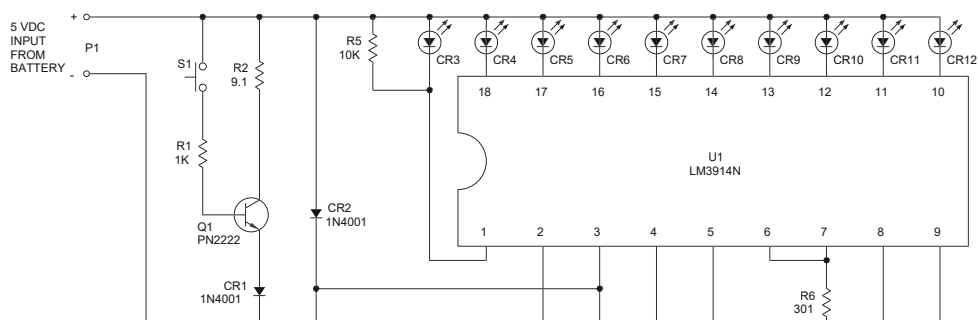 5 VDC
INPUT
FROM
BATTERY
+
P1
-
S1
R1
1K
R2
9.1
Q1
PN2222
CR1
1N4001
CR2
1N4001
R5
10K
CR3
CR4
CR5
CR6
CR7
CR8
CR9
CR10
CR11
CR12
18
17
16
15
14
13
12
11
10
U1
LM3914N
1
2
3
4
5
6
7
8
9
R6
301